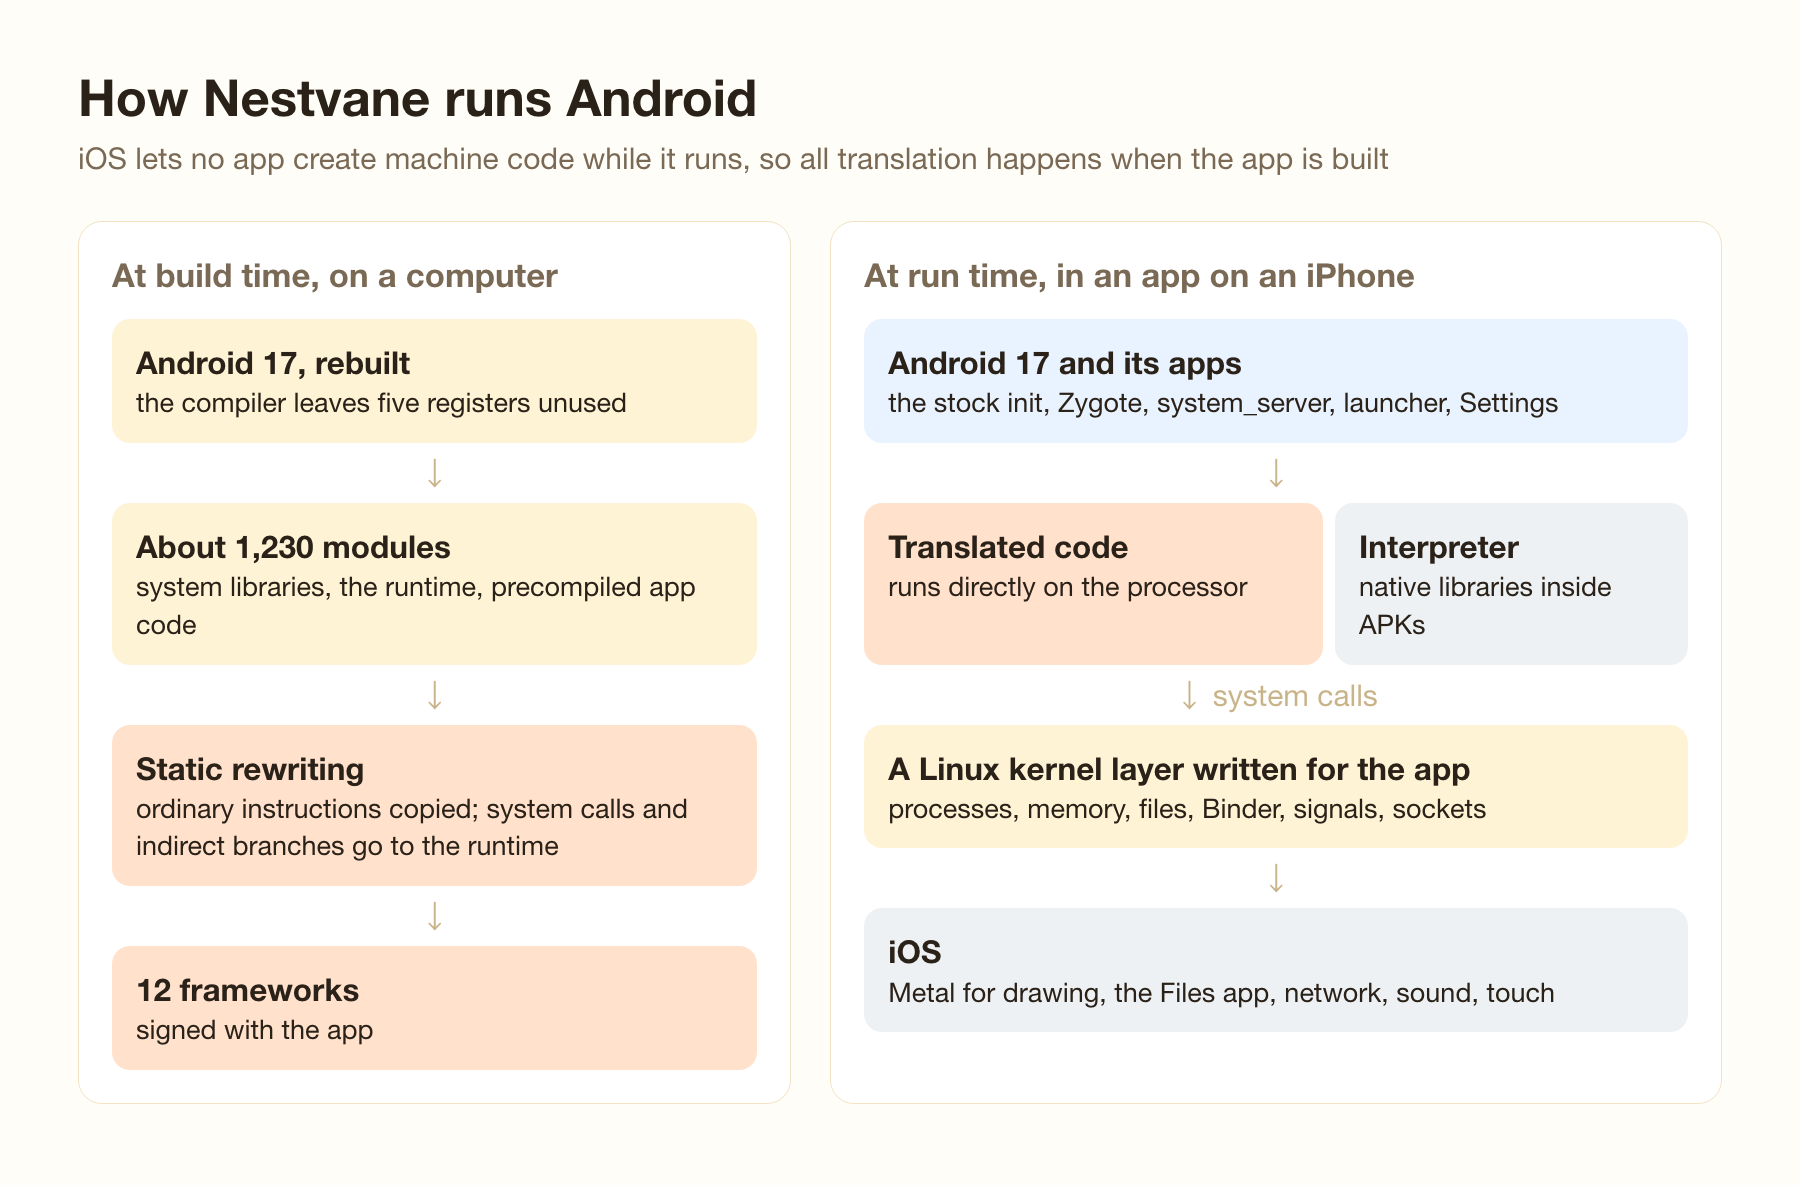 How Nestvane runs Android
iOS lets no app create machine code while it runs, so all translation happens when the app is built
At build time, on a computer
Android 17, rebuilt
the compiler leaves five registers unused
↓
About 1,230 modules
system libraries, the runtime, precompiled app
code
↓
Static rewriting
ordinary instructions copied; system calls and
indirect branches go to the runtime
↓
12 frameworks
signed with the app
At run time, in an app on an iPhone
Android 17 and its apps
the stock init, Zygote, system_server, launcher, Settings
↓
Translated code
runs directly on the processor
Interpreter
native libraries inside
APKs
↓ system calls
A Linux kernel layer written for the app
processes, memory, files, Binder, signals, sockets
↓
iOS
Metal for drawing, the Files app, network, sound, touch